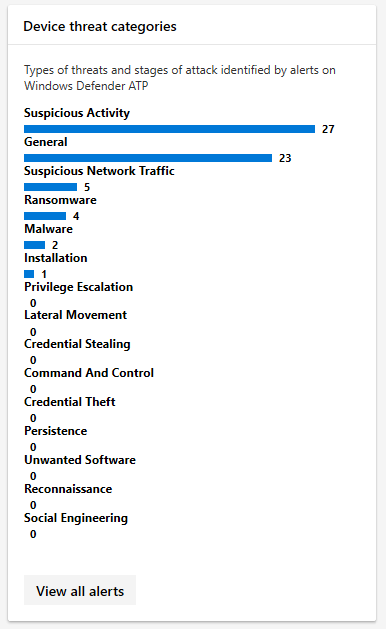 Device threat categories
Types of threats and stages of attack identified by alerts on
Windows Defender ATP
Suspicious Activity
27
General
23
Suspicious Network Traffic
5
Ransomware
4
Malware
2
Installation
1
Privilege Escalation
0
Lateral Movement
0
Credential Stealing
0
Command And Control
0
Credential Theft
0
Persistence
0
Unwanted Software
0
Reconnaissance
0
Social Engineering
0
View all alerts